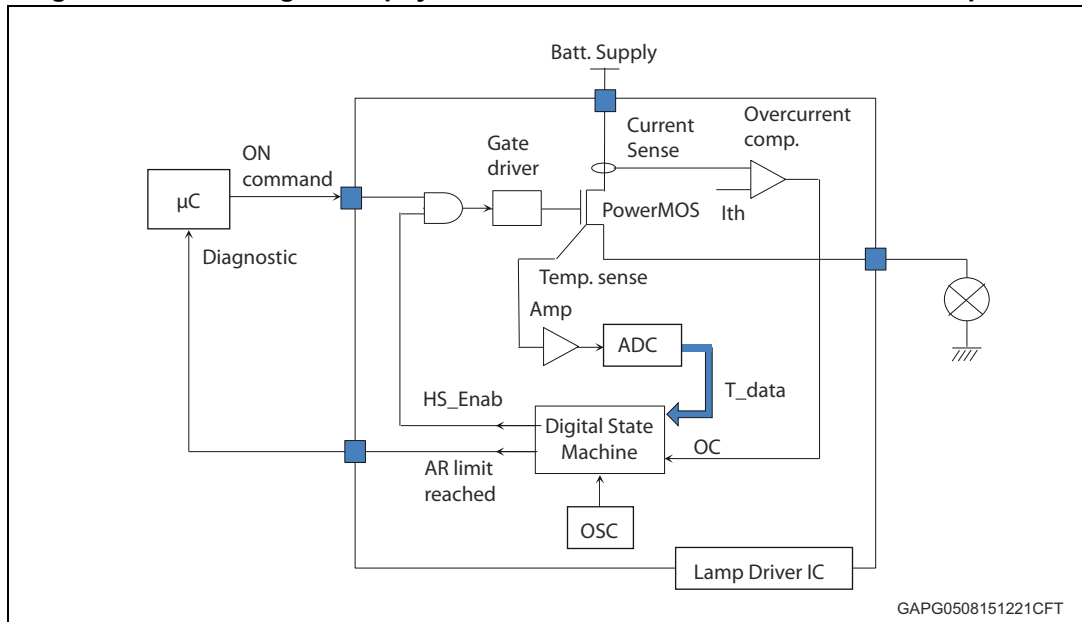 Batt. Supply
Current
Sense
Overcurrent
comp.
Gate
driver
ON
command
µC
Ith
PowerMOS
Diagnostic
Temp. sense
Amp
ADC
T_data
HS_Enab
Digital State
Machine
OC
AR limit
reached
OSC
Lamp Driver IC
GAPG0508151221CFT